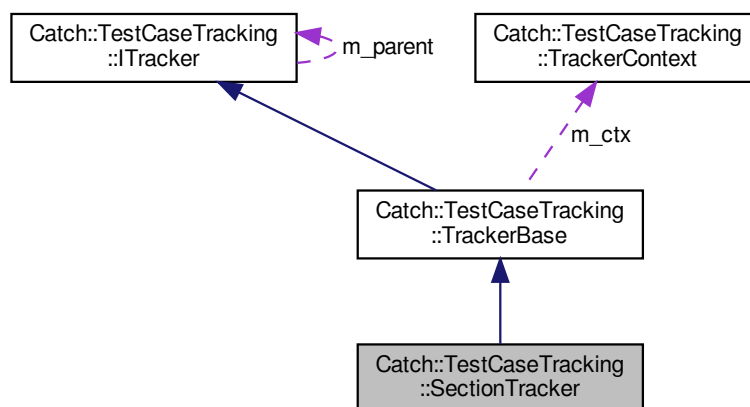 Catch::TestCaseTracking
::ITracker
m_parent
Catch::TestCaseTracking
::TrackerContext
m_ctx
Catch::TestCaseTracking
::TrackerBase
Catch::TestCaseTracking
::SectionTracker